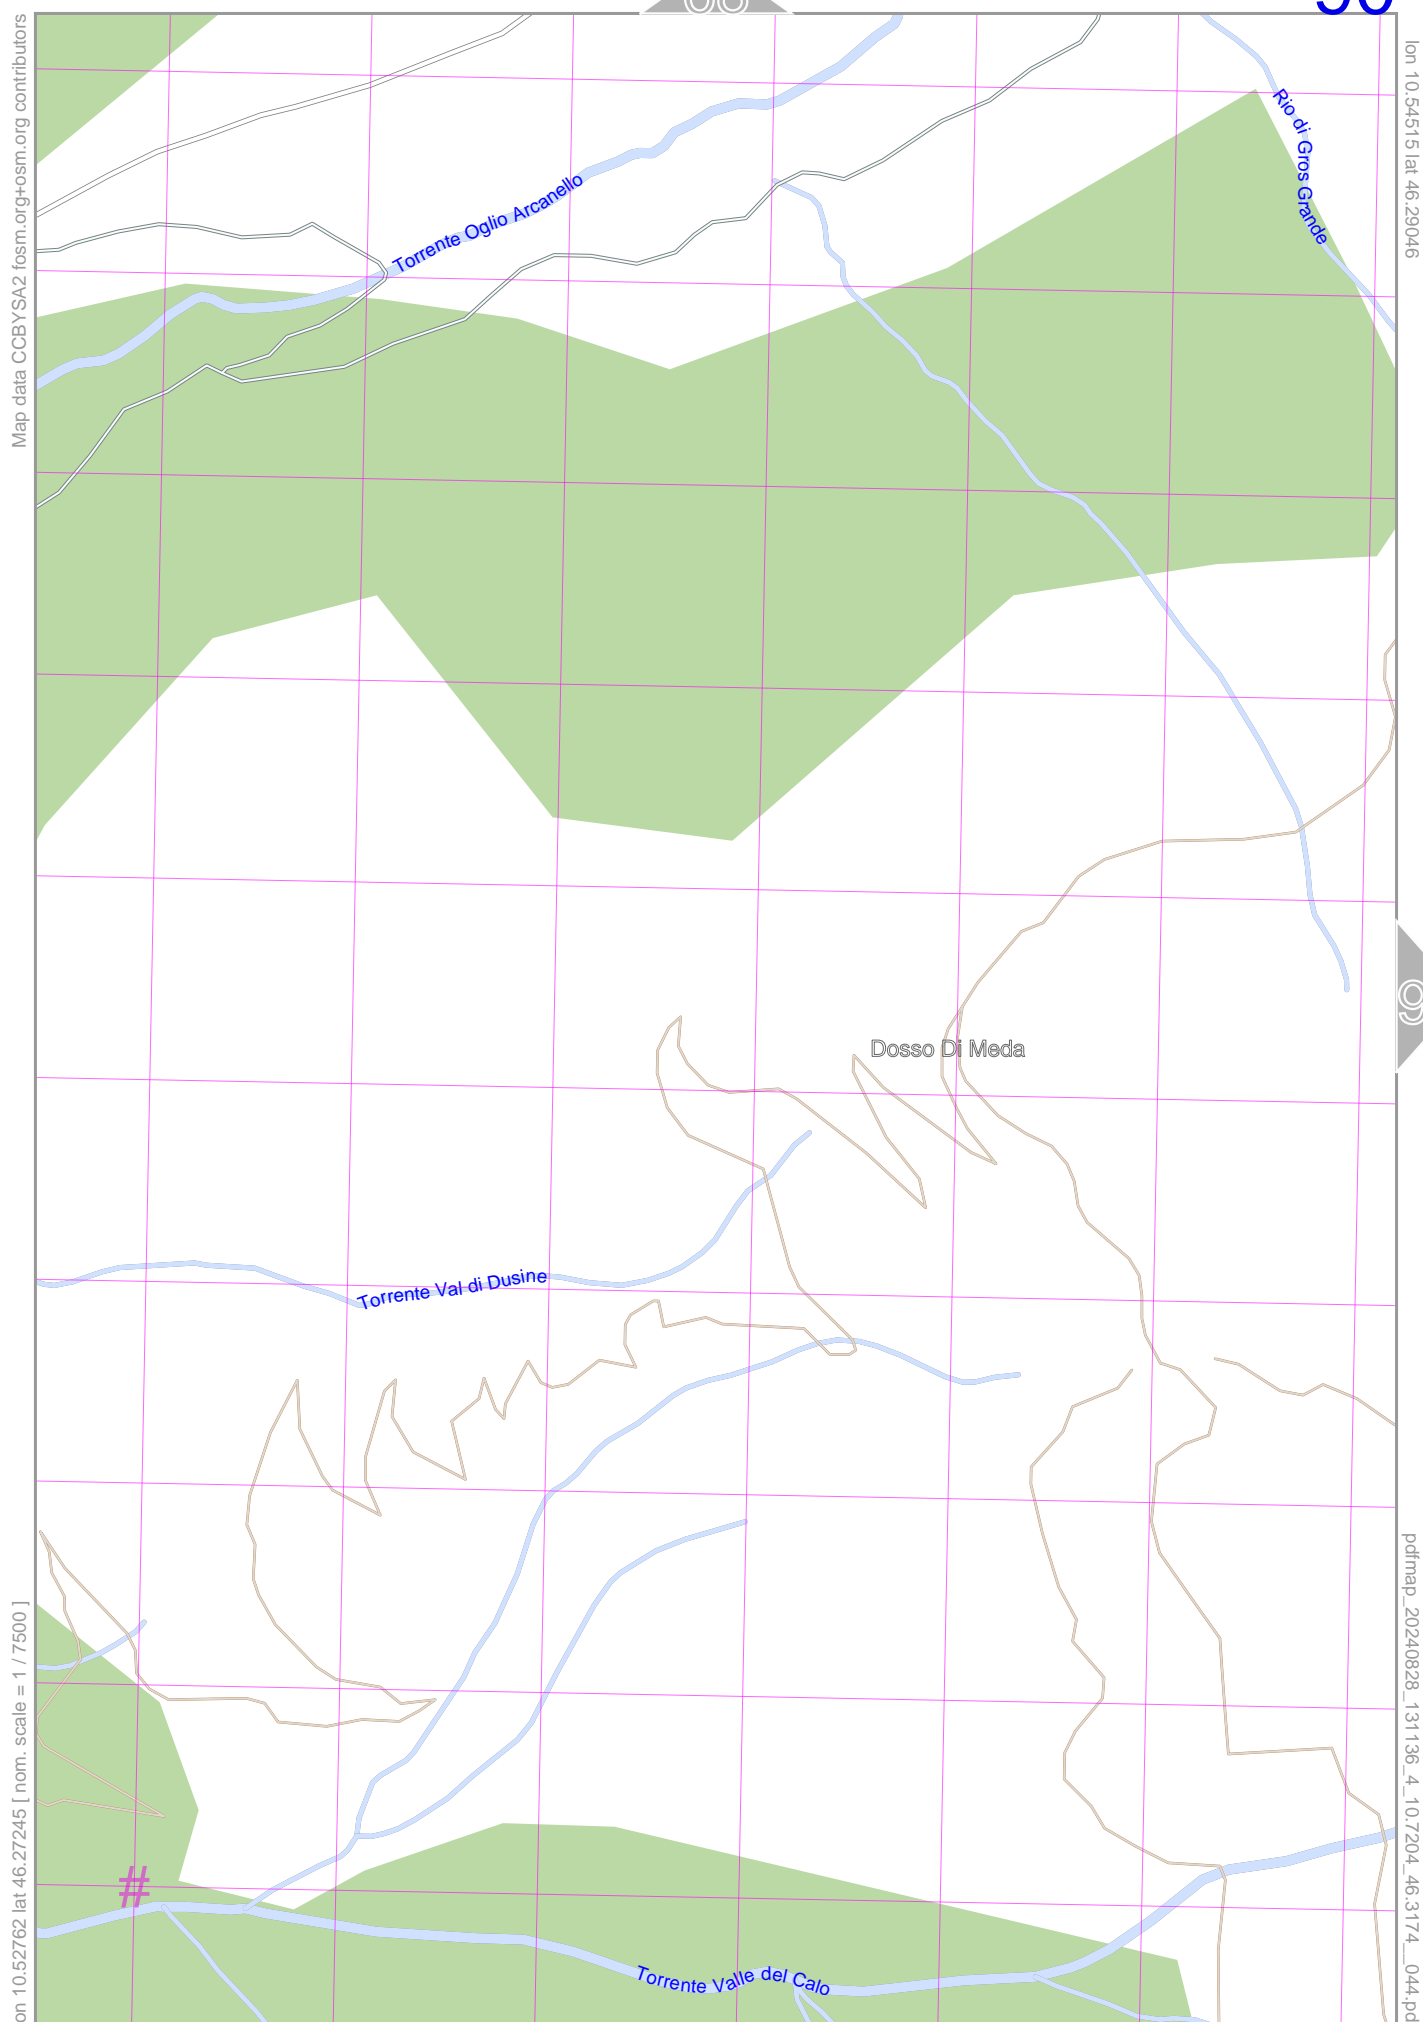 Map data CCBYSA2 fosm.org+osm.org contributors
lon 10.54515 lat 46.29046
Rio di Gros Grande
Torrente Oglio Arcanello
Dosso Di Meda
Torrente Val di Dusine
on 10.52762 lat 46.27245 [ nom. scale = 1 / 7500 ]
pdfmap_20240828_131136_4_10.7204_46.3174__044.pd
#
Torrente Valle del Calo